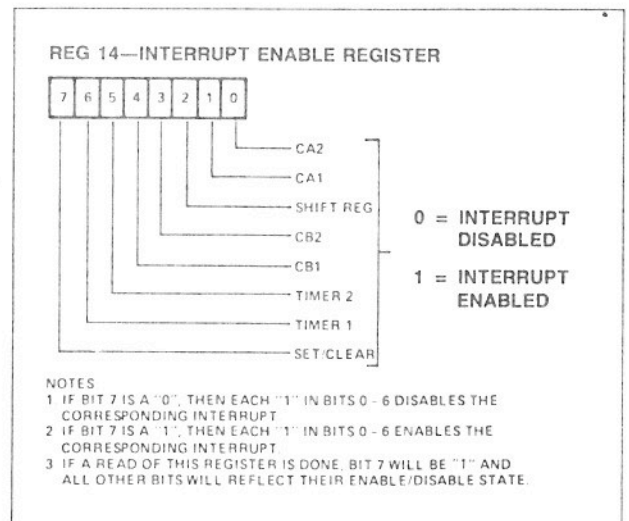 REG 14—INTERRUPT ENABLE REGISTER
7 6 5 4 3 2 1 0
CA2
CA1
SHIFT REG
CB2
CB1
TIMER 2
TIMER 1
SET/CLEAR
0 = INTERRUPT
DISABLED
1 = INTERRUPT
ENABLED
NOTES
1 IF BIT 7 IS A "0", THEN EACH "1" IN BITS 0 - 6 DISABLES THE
CORRESPONDING INTERRUPT
2 IF BIT 7 IS A "1", THEN EACH "1" IN BITS 0 - 6 ENABLES THE
CORRESPONDING INTERRUPT.
3 IF A READ OF THIS REGISTER IS DONE, BIT 7 WILL BE "1" AND
ALL OTHER BITS WILL REFLECT THEIR ENABLE/DISABLE STATE.